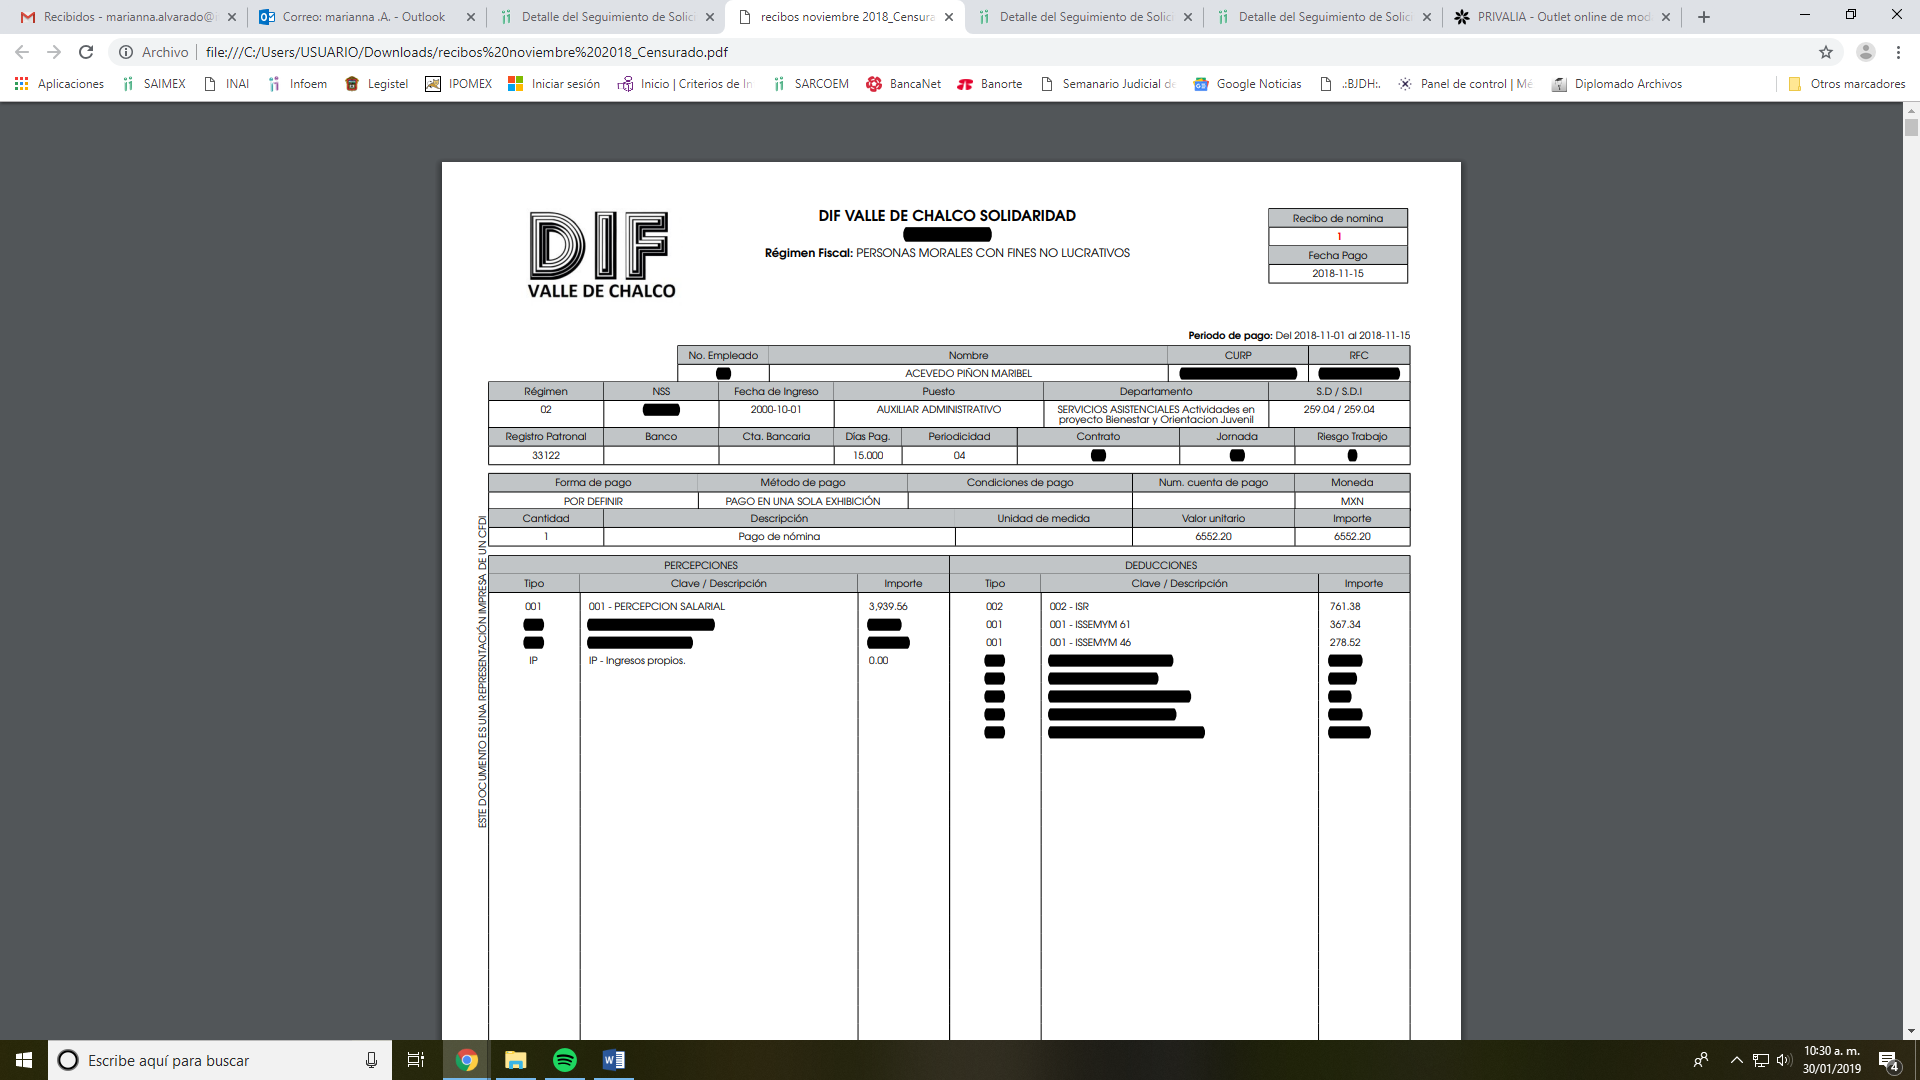 Recibidos - marianna.alvarado@i
Correo: marianna .A. - Outlook
Detalle del Seguimiento de Solici
recibos noviembre 2018_Censura
Detalle del Seguimiento de Solici
Detalle del Seguimiento de Solici
PRIVALIA - Outlet online de mod
Archivo
file:///C:/Users/USUARIO/Downloads/recibos%20noviembre%202018_Censurado.pdf
Aplicaciones
SAIMEX
INAI
Infoem
Legistel
IPOMEX
Iniciar sesión
Inicio | Criterios de In
SARCOEM
BancaNet
Banorte
Semanario Judicial de
Google Noticias
.:BJDH:.
Panel de control | Mé
Diplomado Archivos
Otros marcadores
DIF
VALLE DE CHALCO
DIF VALLE DE CHALCO SOLIDARIDAD
Régimen Fiscal: PERSONAS MORALES CON FINES NO LUCRATIVOS
Recibo de nomina
1
Fecha Pago
2018-11-15
Periodo de pago: Del 2018-11-01 al 2018-11-15
No. Empleado Nombre CURP RFC
ACEVEDO PIÑON MARIBEL
Régimen NSS Fecha de Ingreso Puesto Departamento S.D / S.D.I
02 2000-10-01 AUXILIAR ADMINISTRATIVO SERVICIOS ASISTENCIALES Actividades en 259.04 / 259.04
proyecto Bienestar y Orientacion Juvenil
Registro Patronal Banco Cta. Bancaria Días Pag. Periodicidad Contrato Jornada Riesgo Trabajo
33122 15.000 04
Forma de pago Método de pago Condiciones de pago Num. cuenta de pago Moneda
POR DEFINIR PAGO EN UNA SOLA EXHIBICIÓN MXN
Cantidad Descripción Unidad de medida Valor unitario Importe
1 Pago de nómina 6552.20 6552.20
ESTE DOCUMENTO ES UNA REPRESENTACIÓN IMPRESA DE UN CFDI
PERCEPCIONES DEDUCCIONES
Tipo Clave / Descripción Importe Tipo Clave / Descripción Importe
001 001 - PERCEPCION SALARIAL 3,939.56 002 002 - ISR 761.38
001 001 - ISSEMYM 61 367.34
001 001 - ISSEMYM 46 278.52
IP IP - Ingresos propios. 0.00
Escribe aquí para buscar
10:30 a. m.
30/01/2019
4